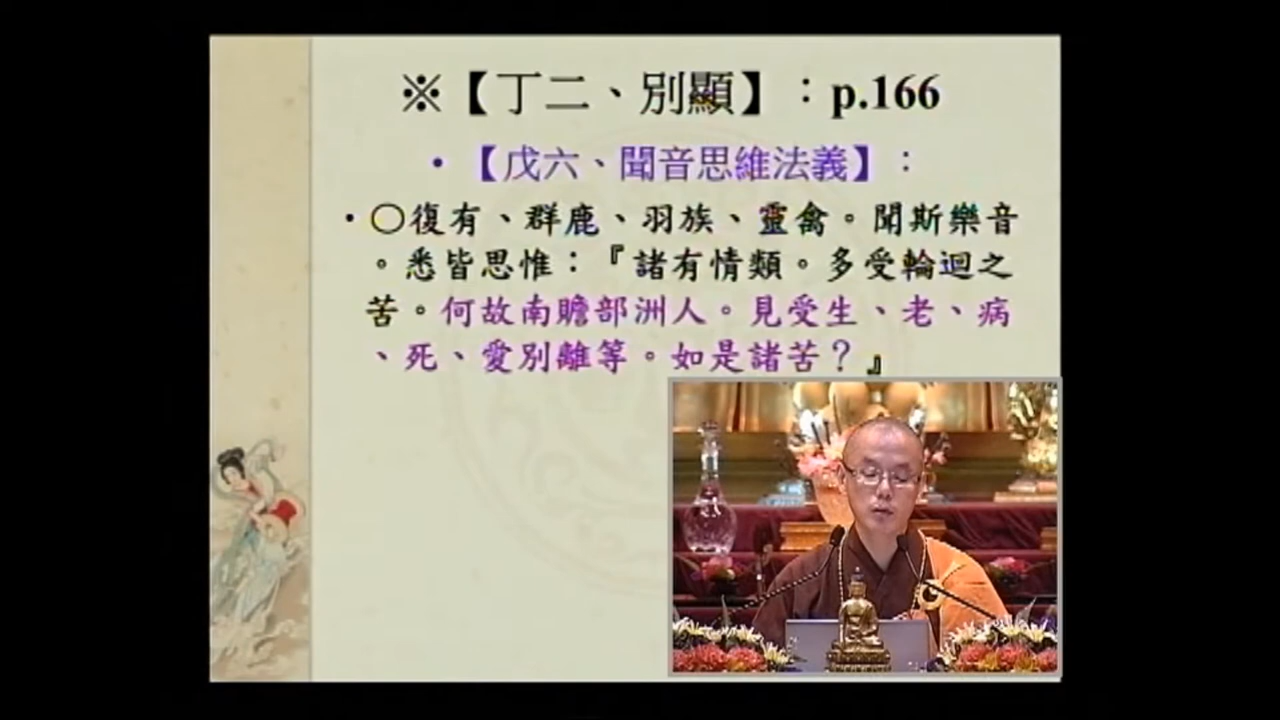 ※【丁二、別顯】：p.166
•【戊六、聞音思維法義】：
•○復有、群鹿、羽族、靈禽。聞斯樂音
。悉皆思惟：『諸有情類。多受輪迴之
苦。何故南贍部洲人。見受生、老、病
、死、愛別離等。如是諸苦？』